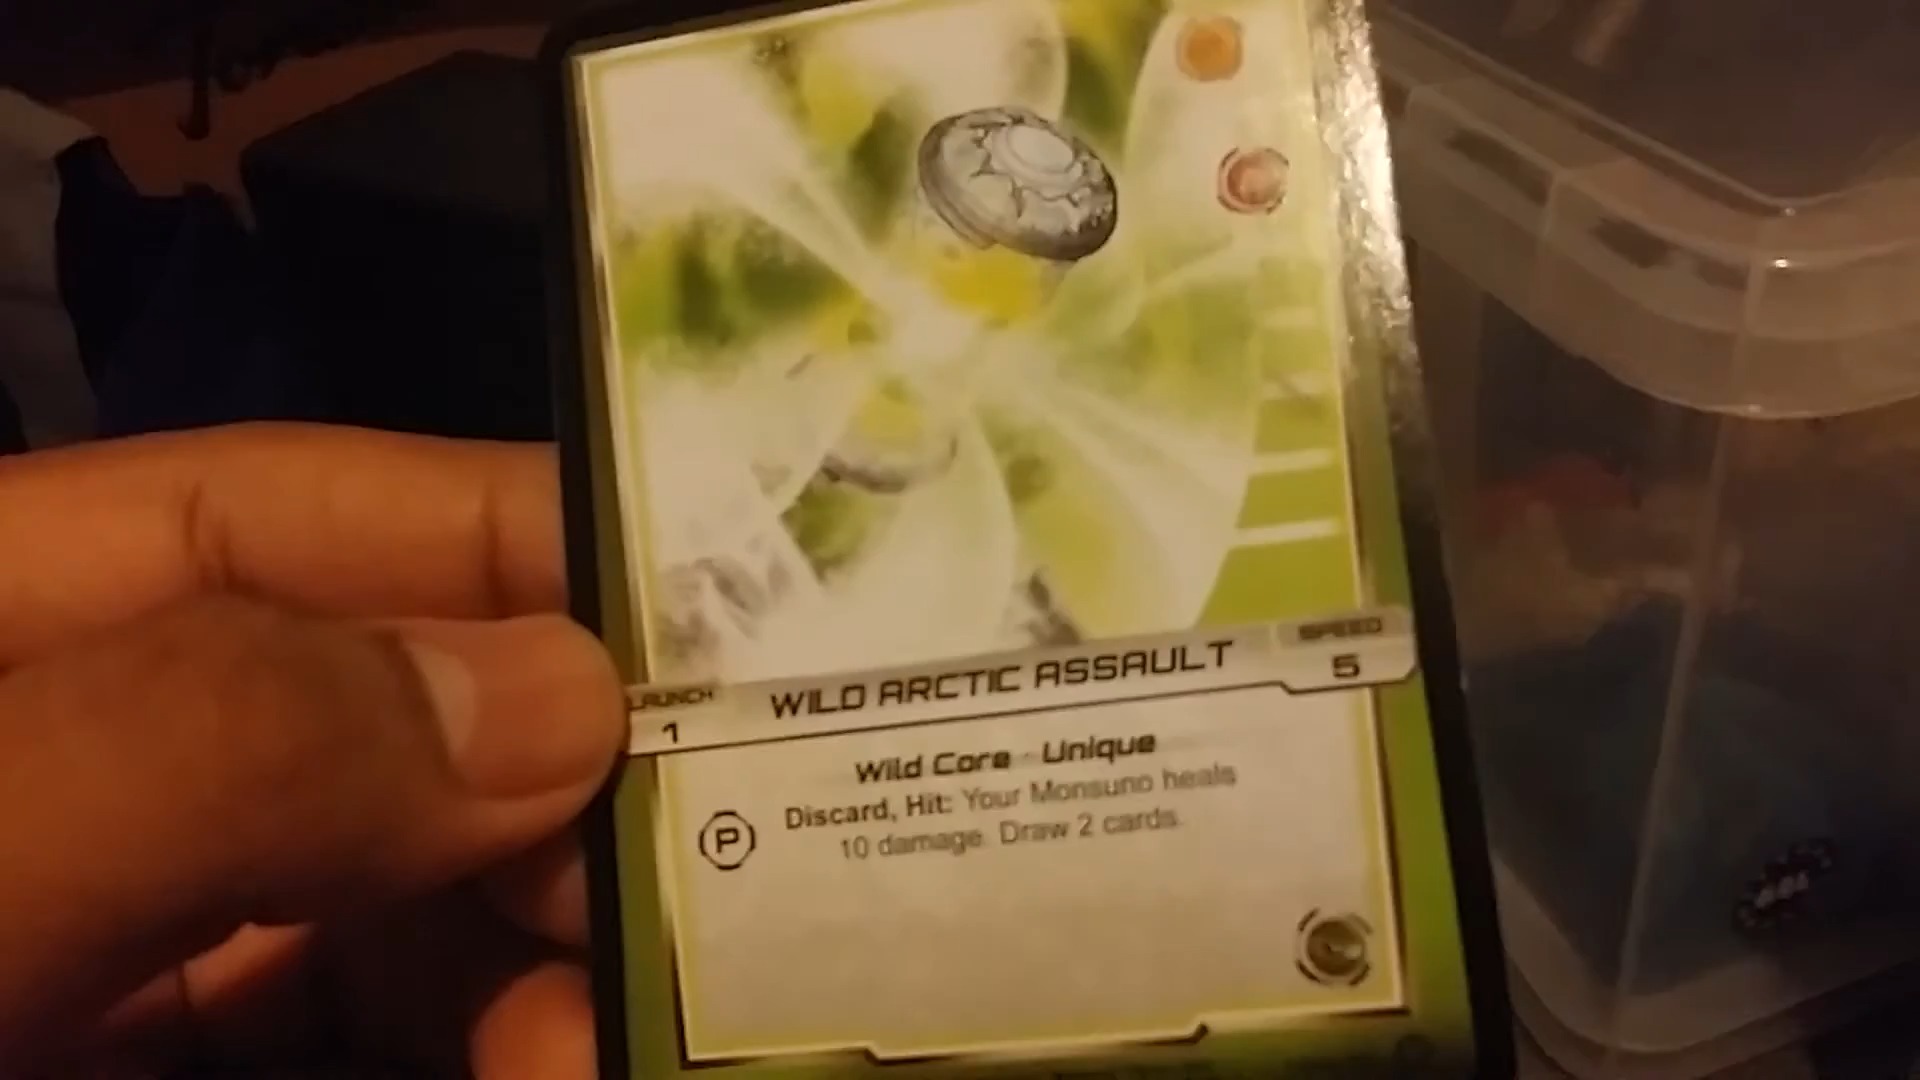 SPEED
5
LAUNCH
1
WILD ARCTIC ASSAULT
Wild Core - Unique
P
Discard, Hit: Your Monsuno heals
10 damage. Draw 2 cards.